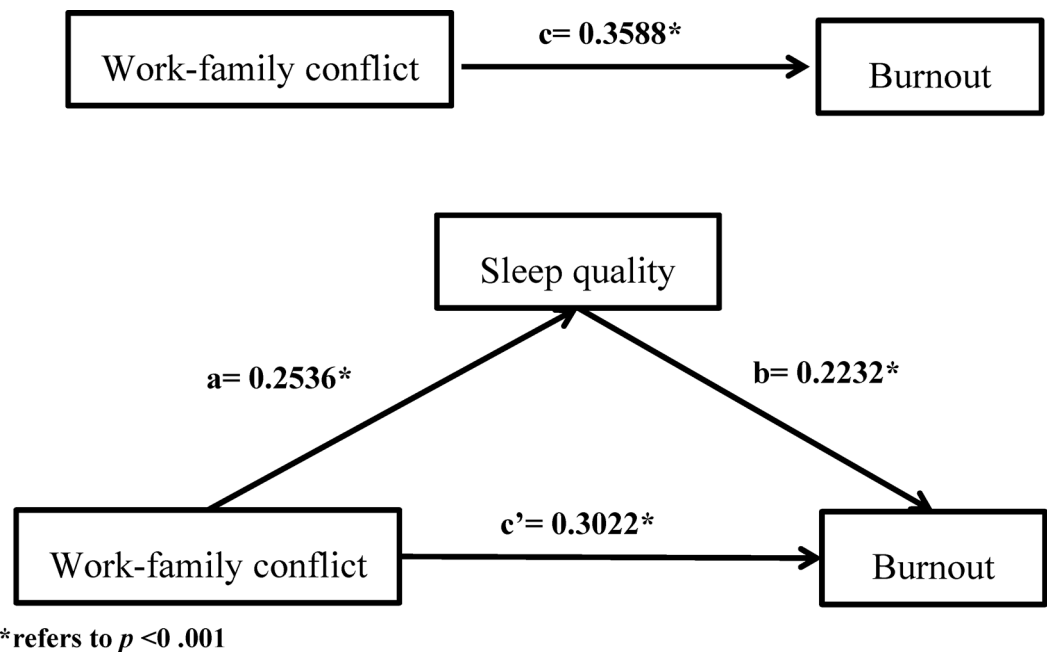 c= 0.3588*
Work-family conflict
Burnout
Sleep quality
a= 0.2536*
b= 0.2232*
c’= 0.3022*
Work-family conflict
Burnout
*refers to p <0 .001